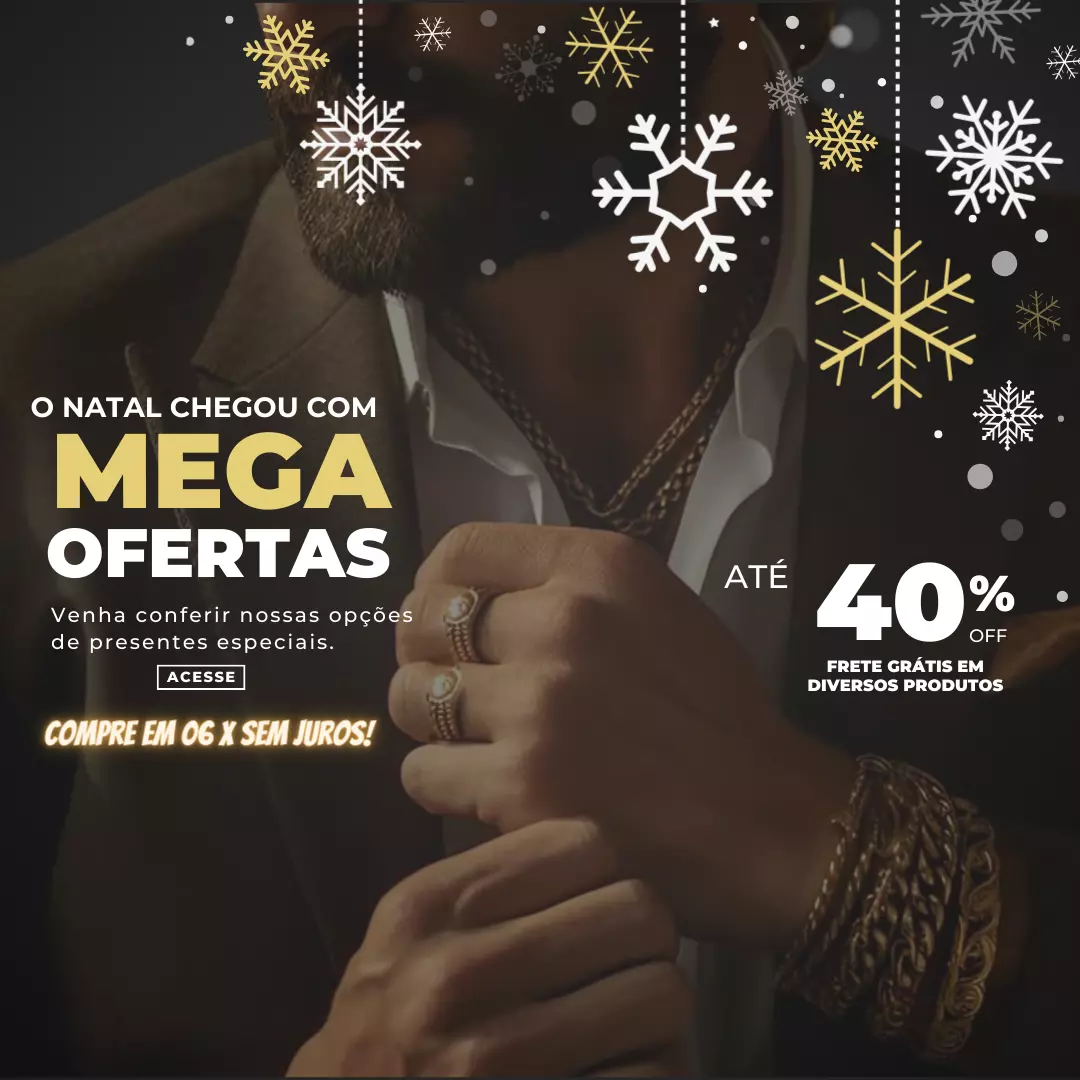 O NATAL CHEGOU COM
MEGA
OFERTAS
Venha conferir nossas opções
de presentes especiais.
ACESSE
COMPRE EM 06 X SEM JUROS!
ATÉ
40%
OFF
FRETE GRÁTIS EM
DIVERSOS PRODUTOS